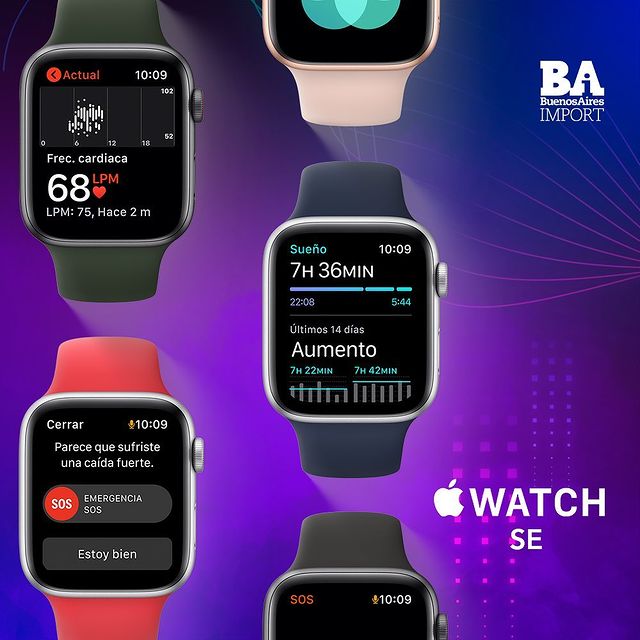 Actual 10:09
102
52
0 6 12 18
Frec. cardiaca
68 LPM
LPM: 75, Hace 2 m
BA
BuenosAires
IMPORT
Sueño 10:09
7H 36MIN
22:08 5:44
Últimos 14 días
Aumento
7H 22MIN 7H 42MIN
Cerrar 10:09
Parece que sufriste
una caída fuerte.
SOS EMERGENCIA
SOS
Estoy bien
WATCH
SE
SOS 10:09